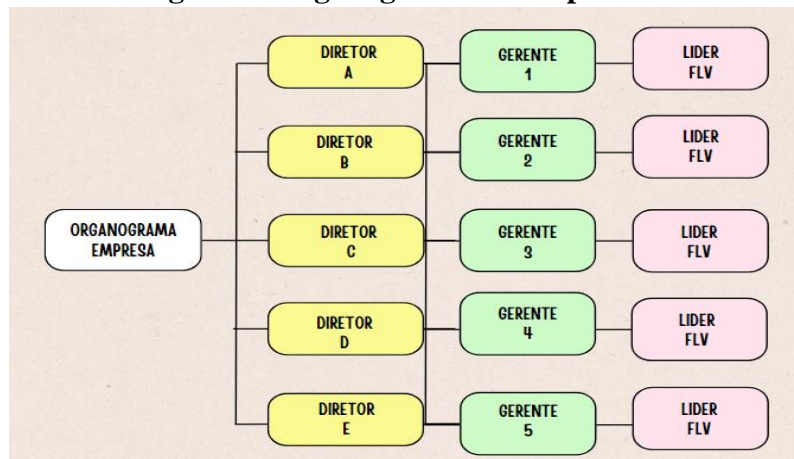 DIRETOR
A
GERENTE
1
LIDER
FLV
DIRETOR
B
GERENTE
2
LIDER
FLV
ORGANOGRAMA
EMPRESA
DIRETOR
C
GERENTE
3
LIDER
FLV
DIRETOR
D
GERENTE
4
LIDER
FLV
DIRETOR
E
GERENTE
5
LIDER
FLV